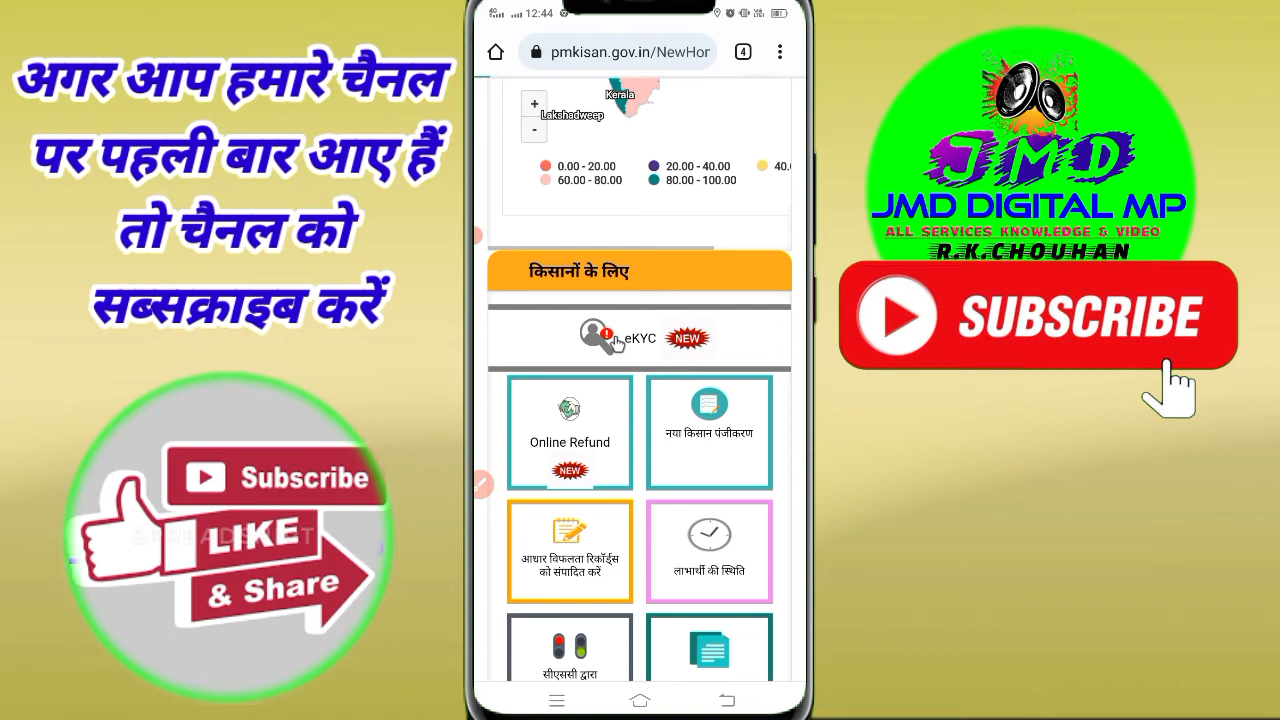 अगर आप हमारे चैनल
पर पहली बार आए हैं
तो चैनल को
सब्सक्राइब करें
Subscribe
LIKE
& Share
4G
12:44
pmkisan.gov.in/NewHor
4
Kerala
Lakshadweep
+
-
0.00 - 20.00
20.00 - 40.00
40.
60.00 - 80.00
80.00 - 100.00
किसानों के लिए
eKYC NEW
Online Refund
NEW
नया किसान पंजीकरण
आधार विफलता रिकॉर्ड्स
को संपादित करें
लाभार्थी की स्थिति
सीएससी द्वारा
JMD
JMD DIGITAL MP
ALL SERVICES KNOWLEDGE & VIDEO
R.K.CHOUHAN
SUBSCRIBE